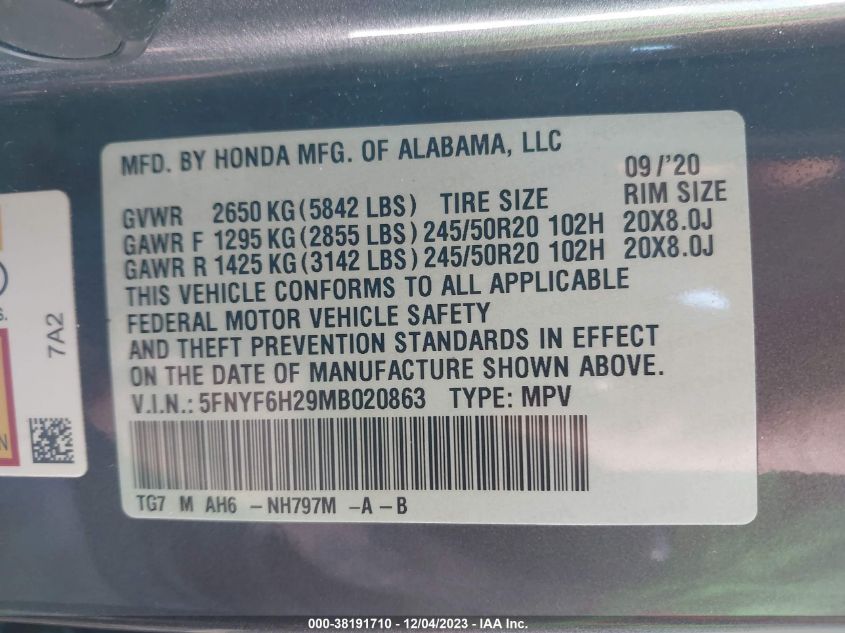 MFD. BY HONDA MFG. OF ALABAMA, LLC 09/'20
GVWR 2650 KG (5842 LBS) TIRE SIZE RIM SIZE
GAWR F 1295 KG (2855 LBS) 245/50R20 102H 20X8.0J
GAWR R 1425 KG (3142 LBS) 245/50R20 102H 20X8.0J
THIS VEHICLE CONFORMS TO ALL APPLICABLE
FEDERAL MOTOR VEHICLE SAFETY
AND THEFT PREVENTION STANDARDS IN EFFECT
ON THE DATE OF MANUFACTURE SHOWN ABOVE.
V.I.N.: 5FNYF6H29MB020863 TYPE: MPV
TG7 M AH6 -NH797M -A -B
7A2
000-38191710 - 12/04/2023 - IAA Inc.